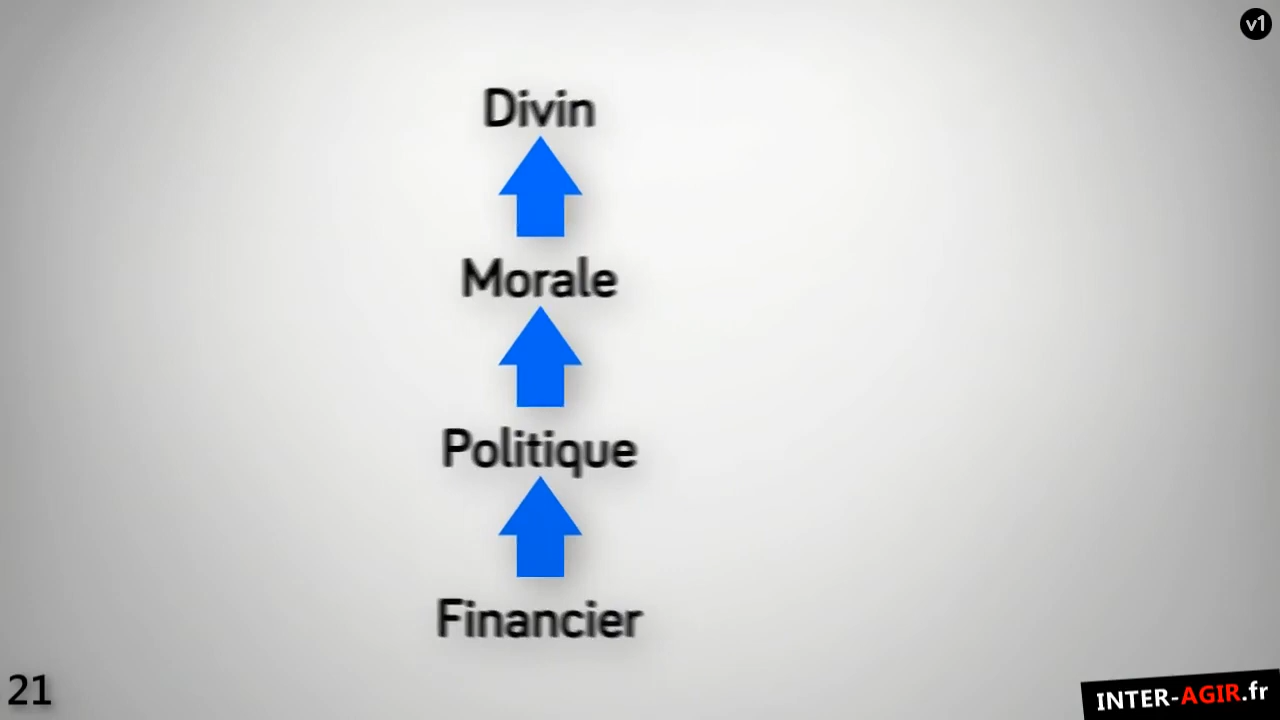 v1
Divin
Morale
Politique
Financier
21
INTER-AGIR.fr